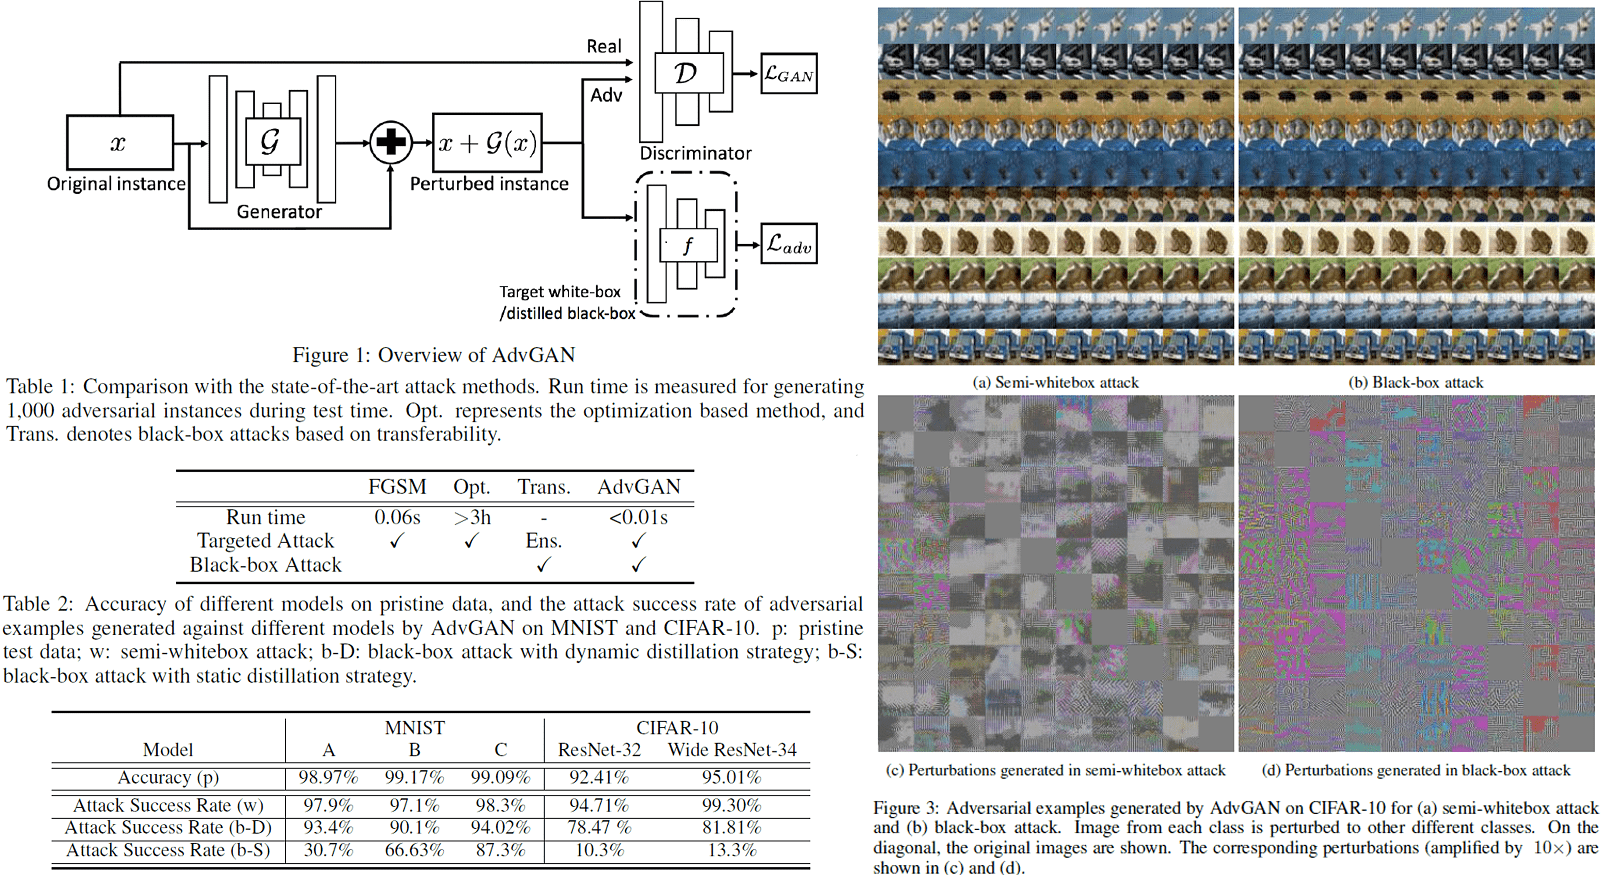 Real
Adv
𝒟
ℒ_GAN
Discriminator
x
Original instance
𝒢
Generator
x + 𝒢(x)
Perturbed instance
f
ℒ_adv
Target white-box
/distilled black-box
Figure 1: Overview of AdvGAN
Table 1: Comparison with the state-of-the-art attack methods. Run time is measured for generating
1,000 adversarial instances during test time. Opt. represents the optimization based method, and
Trans. denotes black-box attacks based on transferability.
FGSM Opt. Trans. AdvGAN
Run time 0.06s >3h - <0.01s
Targeted Attack ✓ ✓ Ens. ✓
Black-box Attack ✓ ✓
Table 2: Accuracy of different models on pristine data, and the attack success rate of adversarial
examples generated against different models by AdvGAN on MNIST and CIFAR-10. p: pristine
test data; w: semi-whitebox attack; b-D: black-box attack with dynamic distillation strategy; b-S:
black-box attack with static distillation strategy.
MNIST CIFAR-10
Model A B C ResNet-32 Wide ResNet-34
Accuracy (p) 98.97% 99.17% 99.09% 92.41% 95.01%
Attack Success Rate (w) 97.9% 97.1% 98.3% 94.71% 99.30%
Attack Success Rate (b-D) 93.4% 90.1% 94.02% 78.47 % 81.81%
Attack Success Rate (b-S) 30.7% 66.63% 87.3% 10.3% 13.3%
(a) Semi-whitebox attack
(b) Black-box attack
(c) Perturbations generated in semi-whitebox attack
(d) Perturbations generated in black-box attack
Figure 3: Adversarial examples generated by AdvGAN on CIFAR-10 for (a) semi-whitebox attack
and (b) black-box attack. Image from each class is perturbed to other different classes. On the
diagonal, the original images are shown. The corresponding perturbations (amplified by 10×) are
shown in (c) and (d).